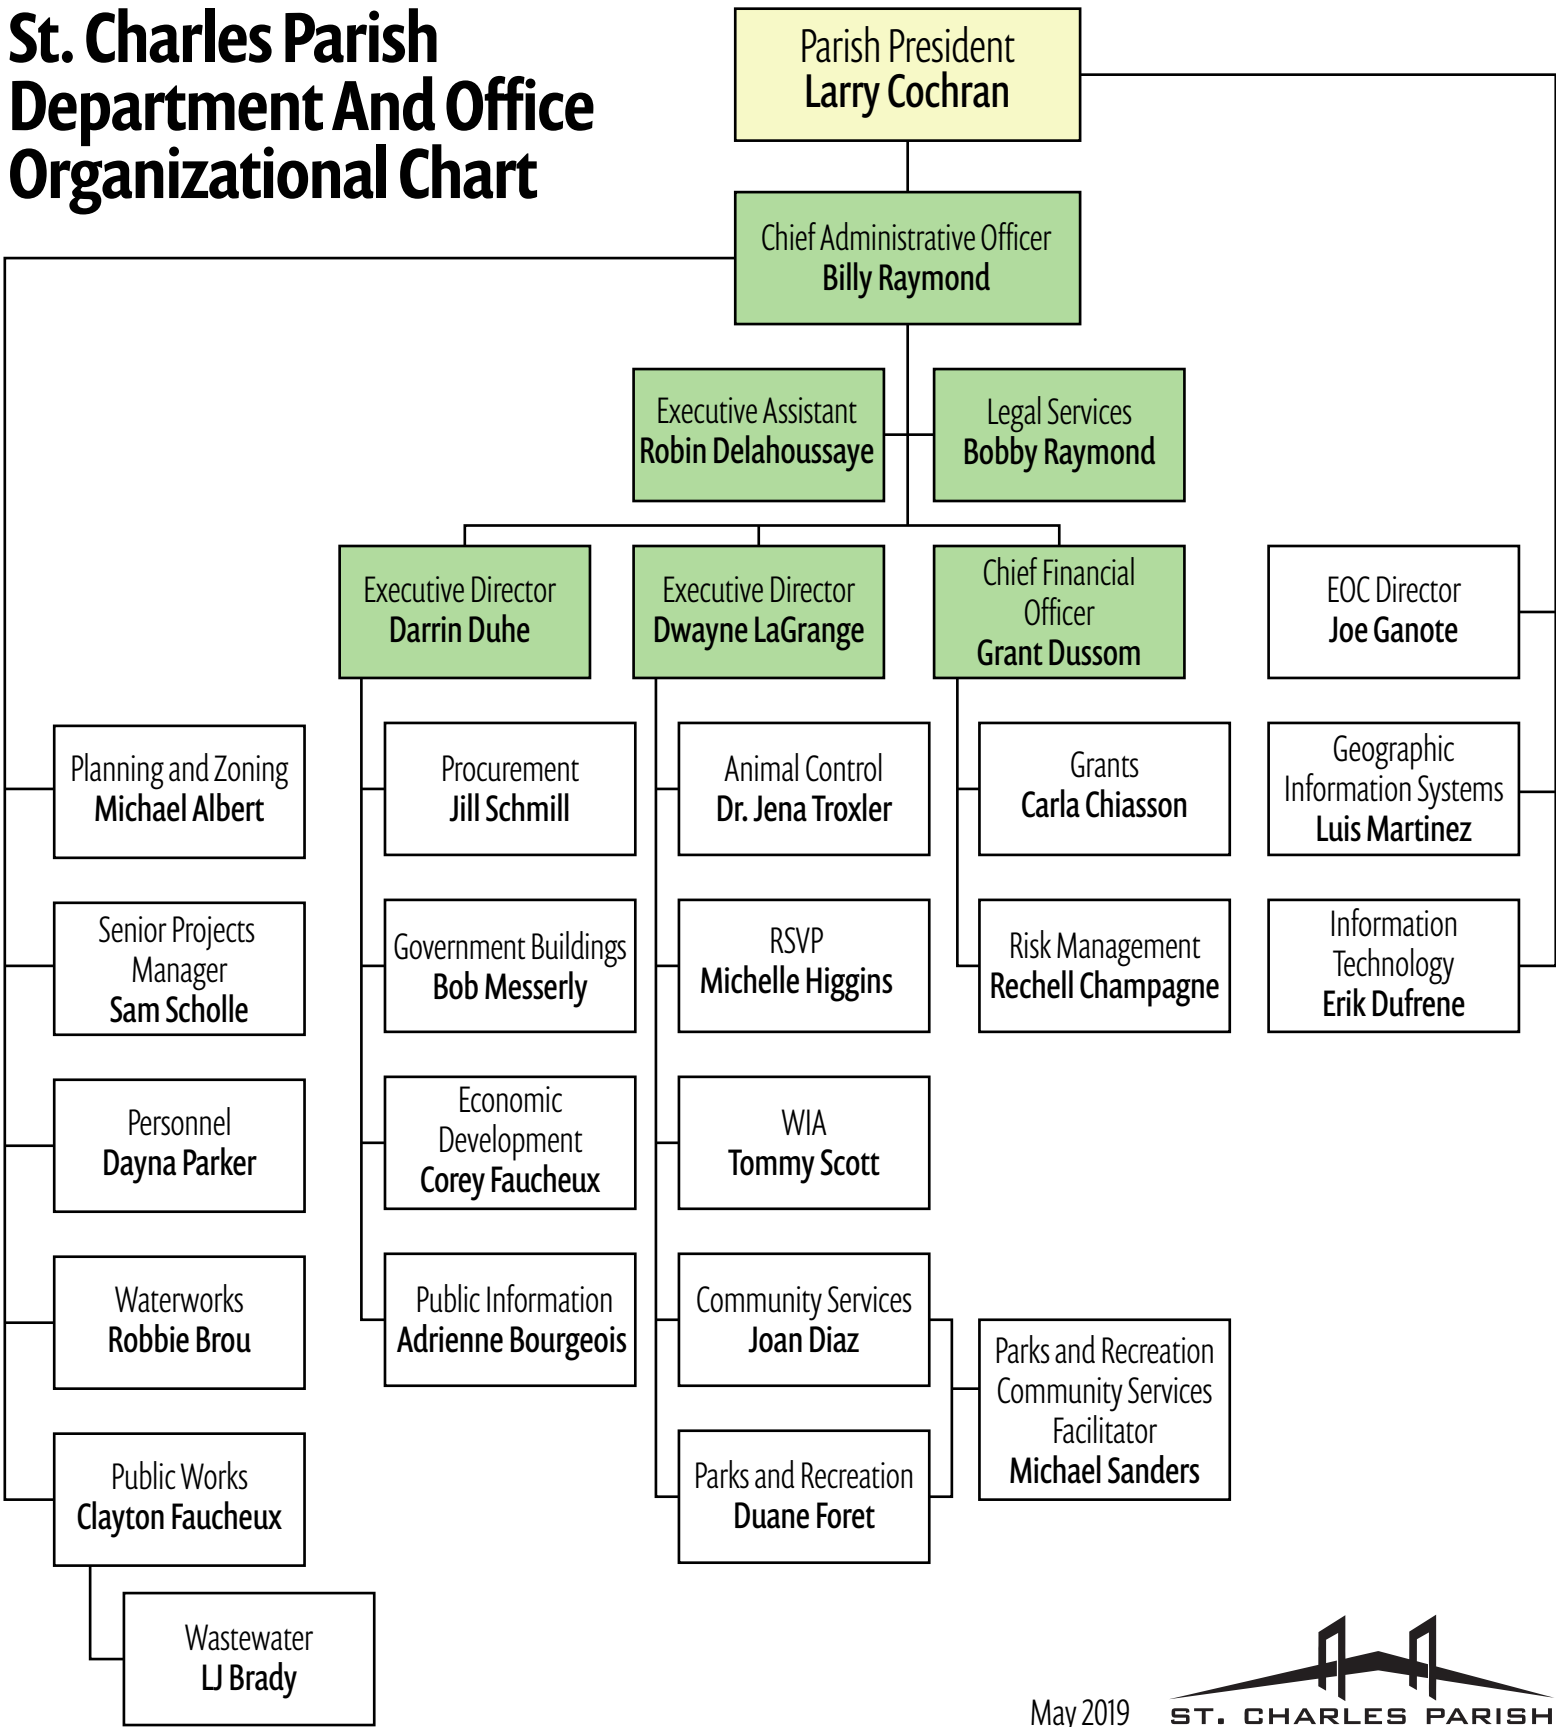 St. Charles Parish
Department And Office
Organizational Chart
Parish President
Larry Cochran
Chief Administrative Officer
Billy Raymond
Executive Assistant
Robin Delahoussaye
Legal Services
Bobby Raymond
Executive Director
Darrin Duhe
Executive Director
Dwayne LaGrange
Chief Financial
Officer
Grant Dussom
EOC Director
Joe Ganote
Planning and Zoning
Michael Albert
Senior Projects
Manager
Sam Scholle
Personnel
Dayna Parker
Waterworks
Robbie Brou
Public Works
Clayton Faucheux
Wastewater
LJ Brady
Procurement
Jill Schmill
Government Buildings
Bob Messerly
Economic
Development
Corey Faucheux
Public Information
Adrienne Bourgeois
Animal Control
Dr. Jena Troxler
RSVP
Michelle Higgins
WIA
Tommy Scott
Community Services
Joan Diaz
Parks and Recreation
Duane Foret
Parks and Recreation
Community Services
Facilitator
Michael Sanders
Grants
Carla Chiasson
Risk Management
Rechell Champagne
Geographic
Information Systems
Luis Martinez
Information
Technology
Erik Dufrene
May 2019
ST. CHARLES PARISH